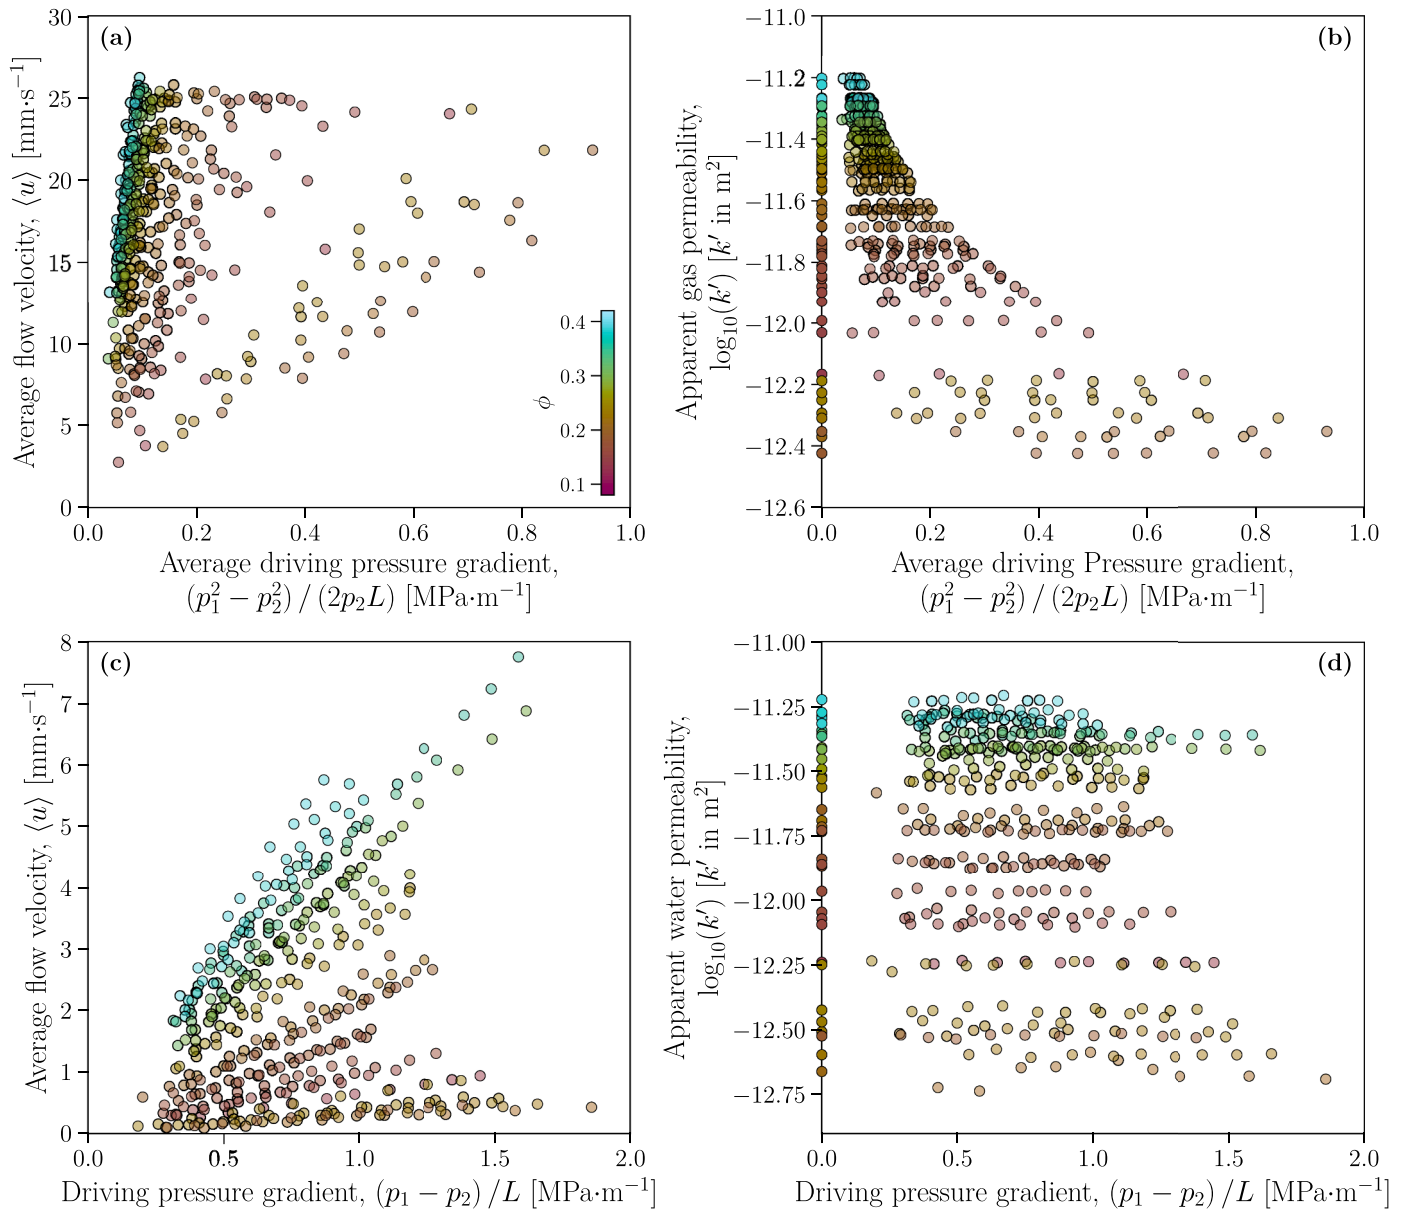 (a)
30
25
20
15
10
5
0
0.0 0.2 0.4 0.6 0.8 1.0
Average flow velocity, ⟨u⟩ [mm·s⁻¹]
Average driving pressure gradient,
(p₁² − p₂²) / (2p₂L) [MPa·m⁻¹]
ϕ
0.4
0.3
0.2
0.1
(b)
−11.0
−11.2
−11.4
−11.6
−11.8
−12.0
−12.2
−12.4
−12.6
0.0 0.2 0.4 0.6 0.8 1.0
Apparent gas permeability,
log₁₀(k′) [k′ in m²]
Average driving Pressure gradient,
(p₁² − p₂²) / (2p₂L) [MPa·m⁻¹]
(c)
8
7
6
5
4
3
2
1
0
0.0 0.5 1.0 1.5 2.0
Average flow velocity, ⟨u⟩ [mm·s⁻¹]
Driving pressure gradient, (p₁ − p₂) /L [MPa·m⁻¹]
(d)
−11.00
−11.25
−11.50
−11.75
−12.00
−12.25
−12.50
−12.75
0.0 0.5 1.0 1.5 2.0
Apparent water permeability,
log₁₀(k′) [k′ in m²]
Driving pressure gradient, (p₁ − p₂) /L [MPa·m⁻¹]